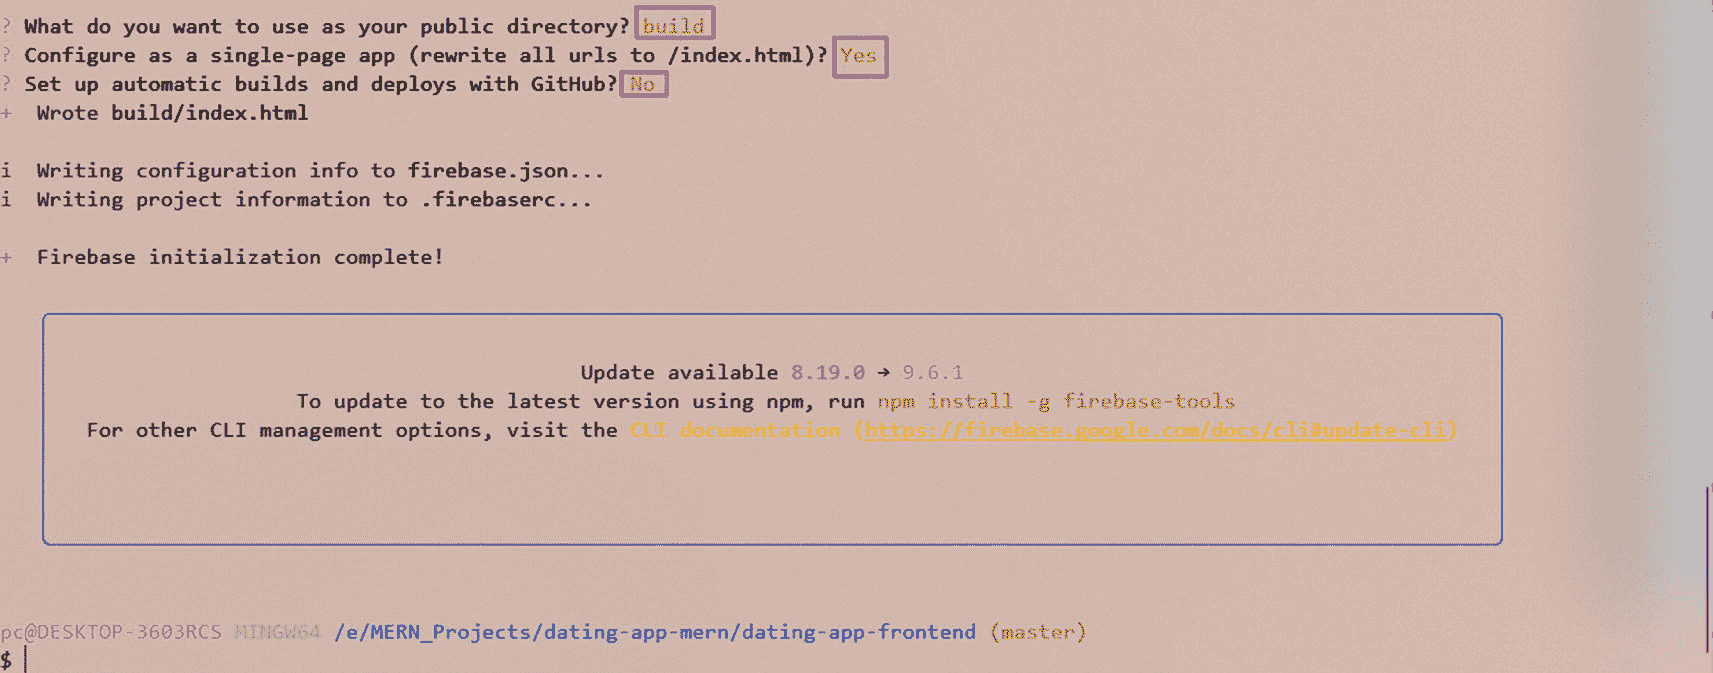 ? What do you want to use as your public directory? build
? Configure as a single-page app (rewrite all urls to /index.html)? Yes
? Set up automatic builds and deploys with GitHub? No
+ Wrote build/index.html
i Writing configuration info to firebase.json...
i Writing project information to .firebaserc...
+ Firebase initialization complete!
Update available 8.19.0 → 9.6.1
To update to the latest version using npm, run npm install -g firebase-tools
For other CLI management options, visit the CLI documentation (https://firebase.google.com/docs/cli#update-cli)
pc@DESKTOP-3603RCS MINGW64 /e/MERN_Projects/dating-app-mern/dating-app-frontend (master)
$